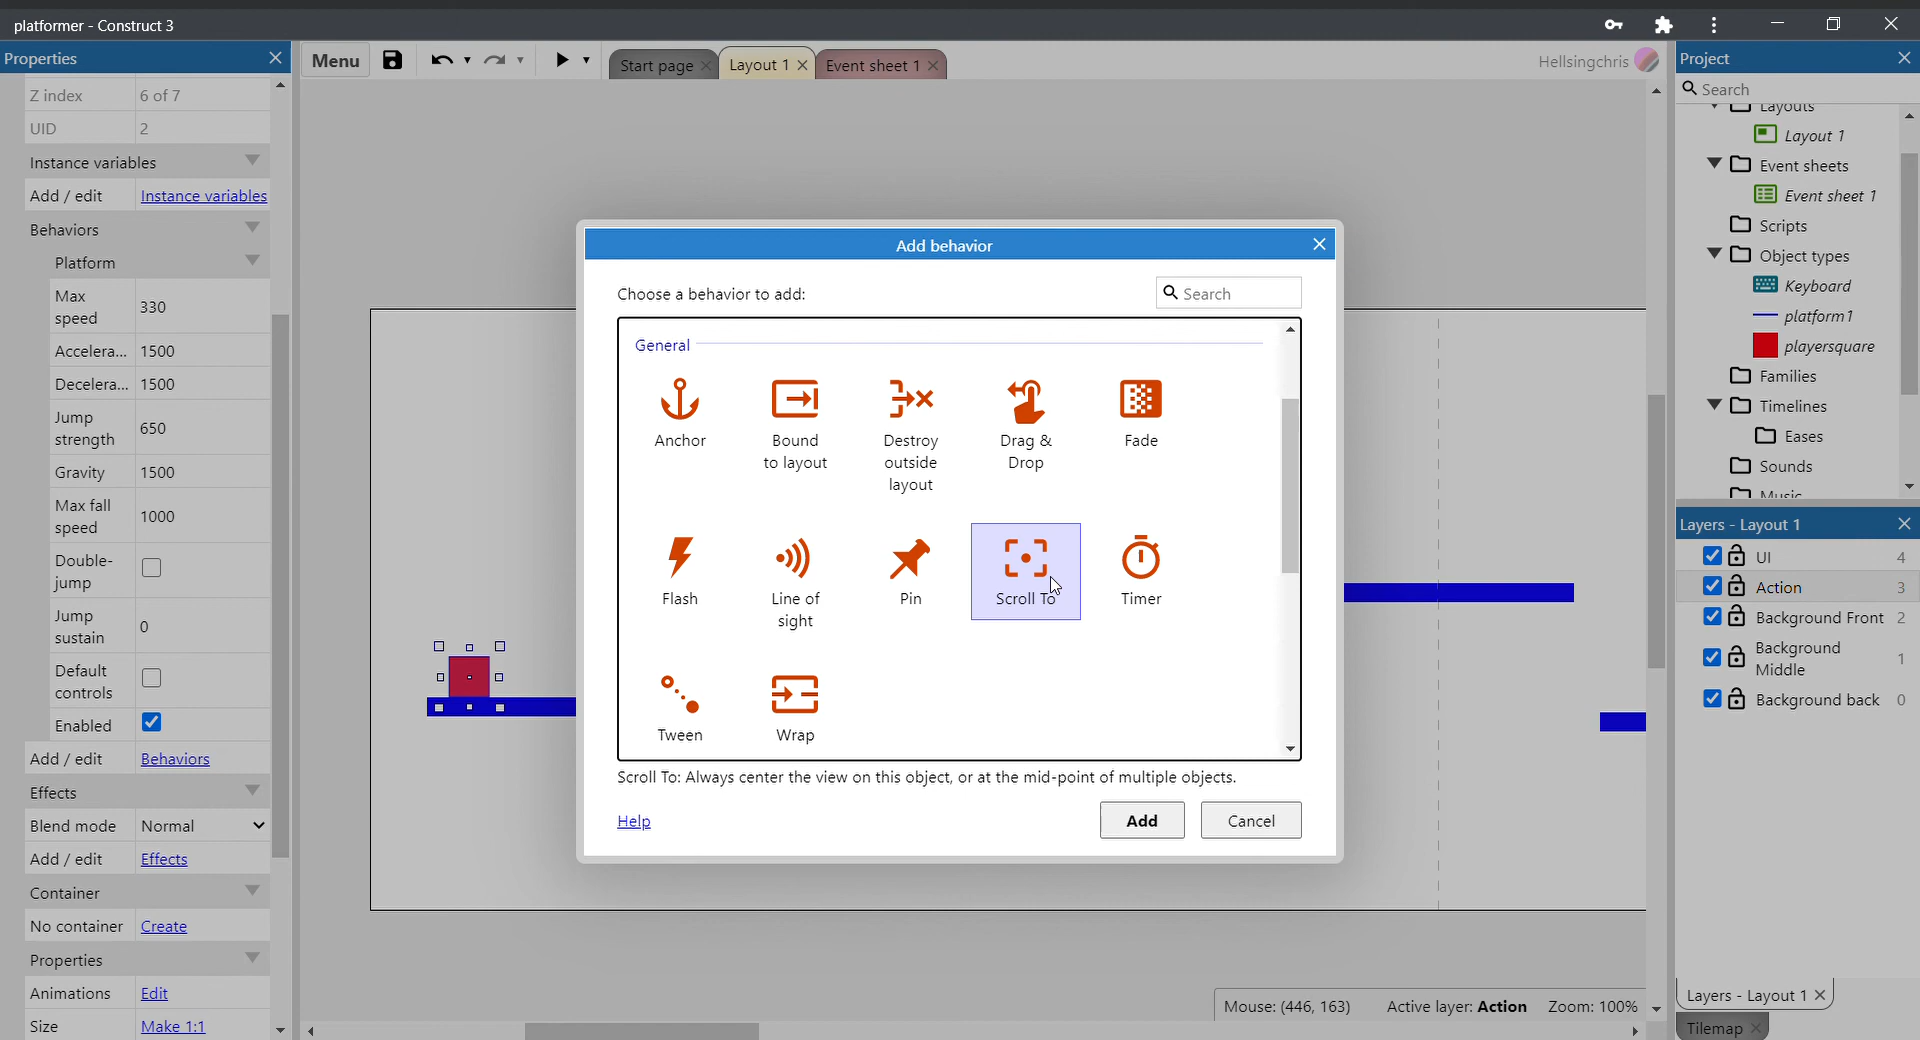 platformer - Construct 3
Properties
Z index 6 of 7
UID 2
Instance variables
Add / edit Instance variables
Behaviors
Platform
Max speed 330
Accelera... 1500
Decelera... 1500
Jump strength 650
Gravity 1500
Max fall speed 1000
Double-jump
Jump sustain 0
Default controls
Enabled
Add / edit Behaviors
Effects
Blend mode Normal
Add / edit Effects
Container
No container Create
Properties
Animations Edit
Size Make 1:1
Menu
Start page
Layout 1
Event sheet 1
Hellsingchris
Add behavior
Choose a behavior to add:
Search
General
Anchor
Bound to layout
Destroy outside layout
Drag & Drop
Fade
Flash
Line of sight
Pin
Scroll To
Timer
Tween
Wrap
Scroll To: Always center the view on this object, or at the mid-point of multiple objects.
Help
Add
Cancel
Mouse: (446, 163) Active layer: Action Zoom: 100%
Project
Search
Layouts
Layout 1
Event sheets
Event sheet 1
Scripts
Object types
Keyboard
platform1
playersquare
Families
Timelines
Eases
Sounds
Music
Layers - Layout 1
UI 4
Action 3
Background Front 2
Background Middle 1
Background back 0
Layers - Layout 1
Tilemap